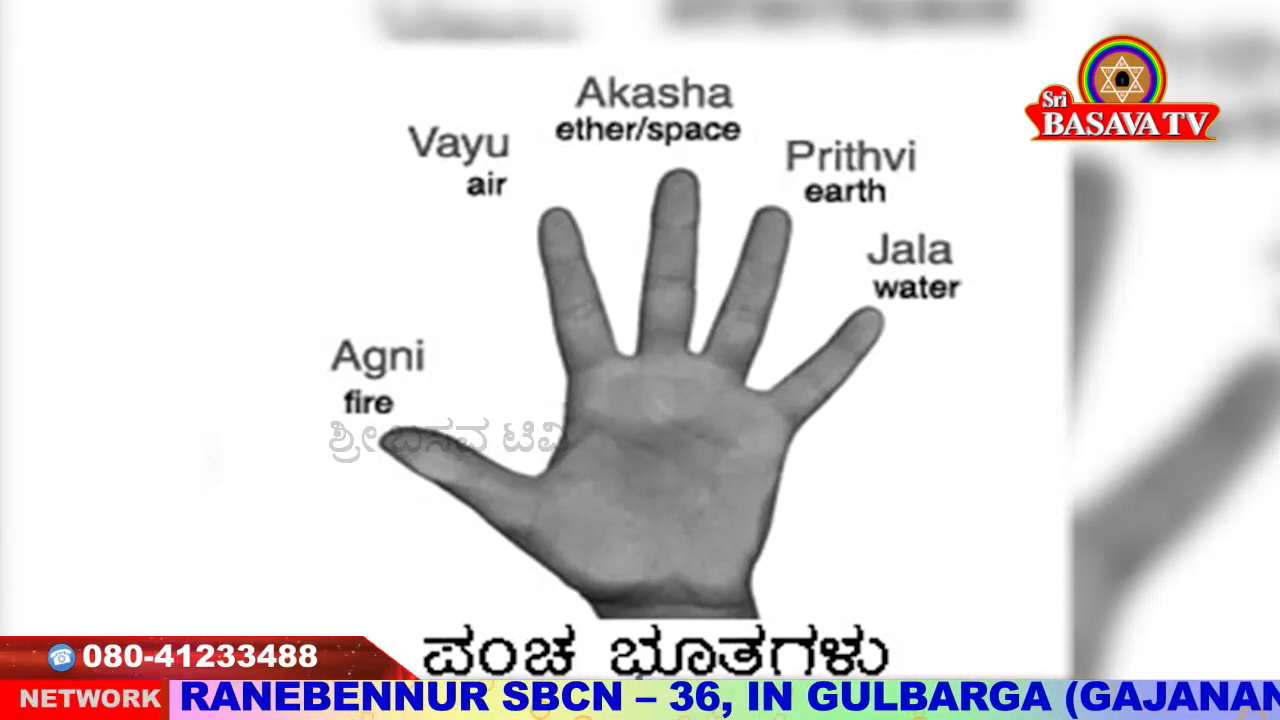 Akasha
ether/space
Vayu
air
Prithvi
earth
Jala
water
Agni
fire
ಶ್ರೀ ಬಸವ ಟಿವಿ
Sri
BASAVA TV
ಪಂಚ ಭೂತಗಳು
080-41233488
NETWORK
RANEBENNUR SBCN – 36, IN GULBARGA (GAJANAN